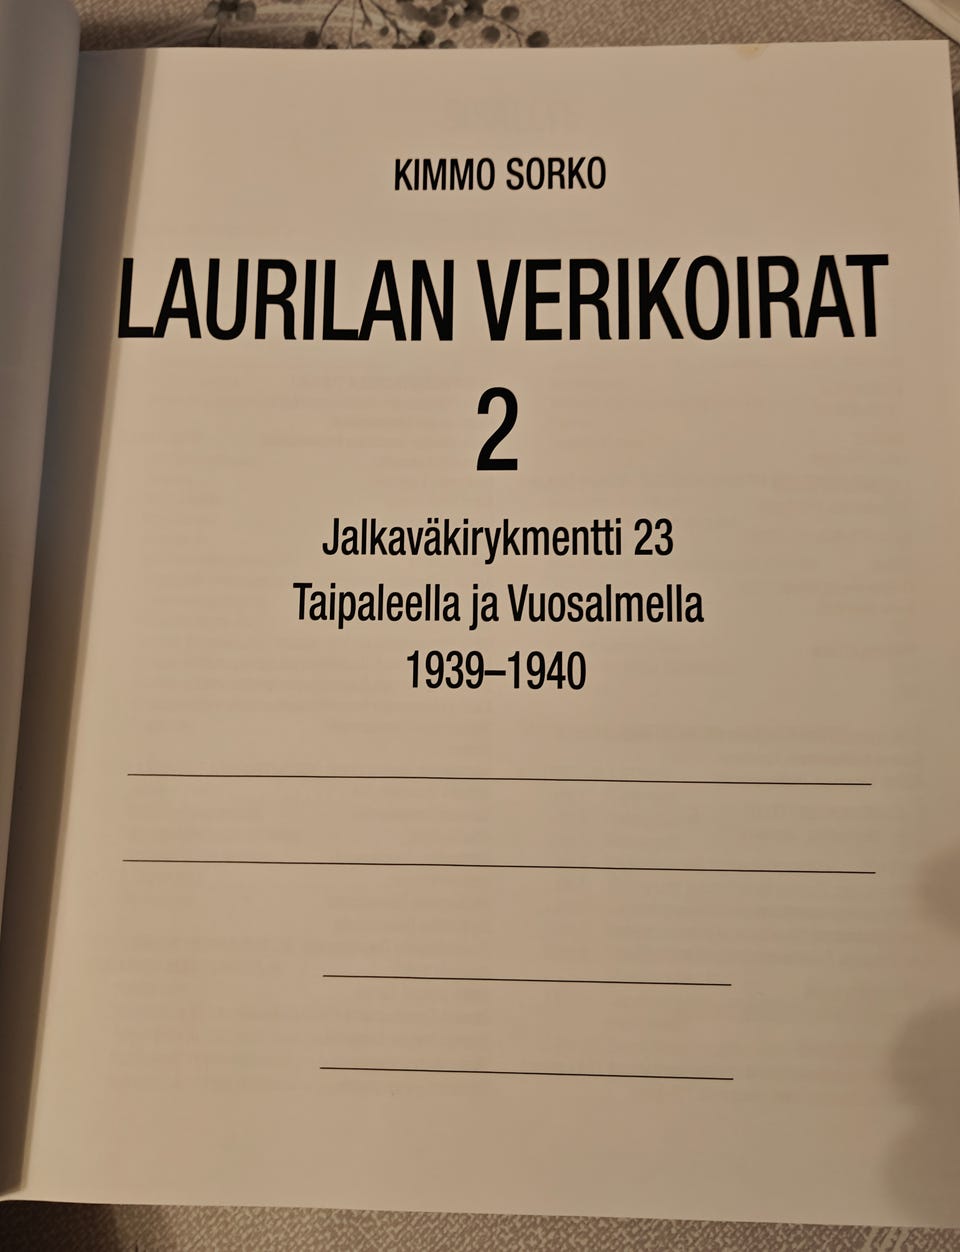 KIMMO SORKO
LAURILAN VERIKOIRAT
2
Jalkaväkirykmentti 23
Taipaleella ja Vuosalmella
1939–1940